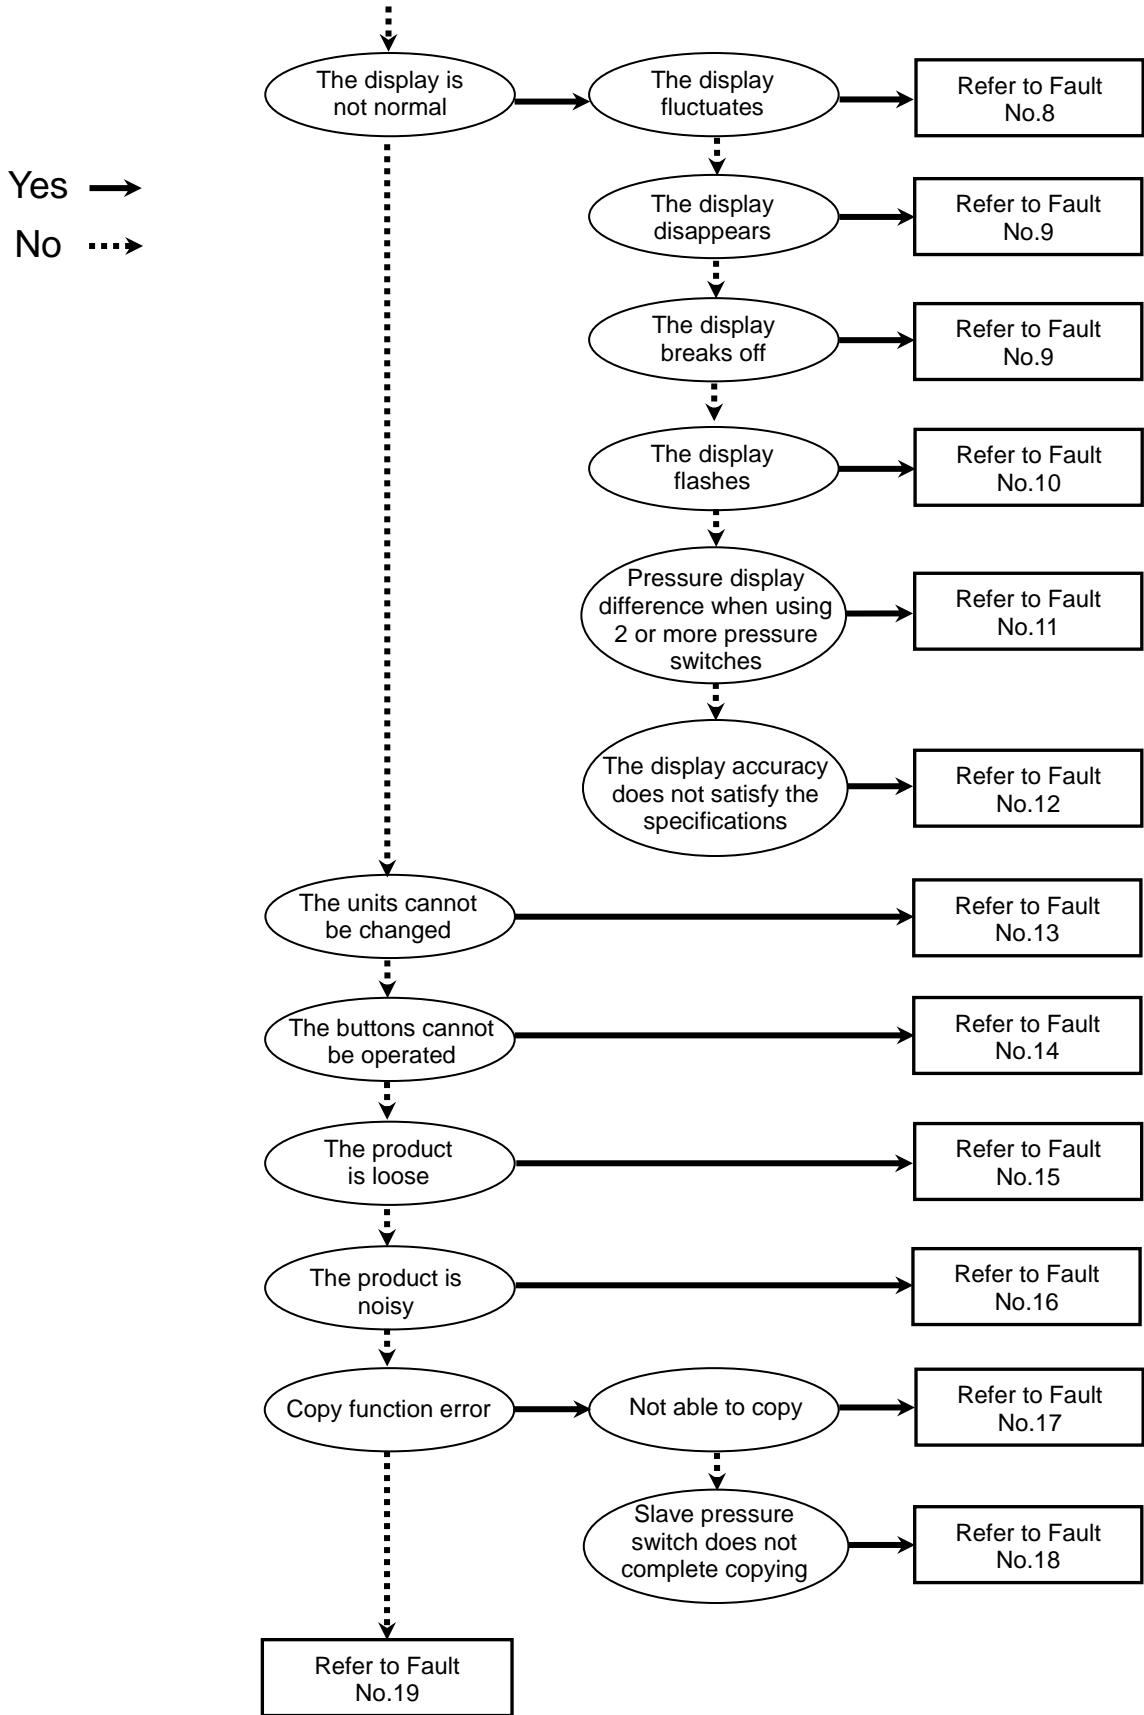 The display is
not normal
The display
fluctuates
Refer to Fault
No.8
Yes
No
The display
disappears
Refer to Fault
No.9
The display
breaks off
Refer to Fault
No.9
The display
flashes
Refer to Fault
No.10
Pressure display
difference when using
2 or more pressure
switches
Refer to Fault
No.11
The display accuracy
does not satisfy the
specifications
Refer to Fault
No.12
The units cannot
be changed
Refer to Fault
No.13
The buttons cannot
be operated
Refer to Fault
No.14
The product
is loose
Refer to Fault
No.15
The product is
noisy
Refer to Fault
No.16
Copy function error
Not able to copy
Refer to Fault
No.17
Slave pressure
switch does not
complete copying
Refer to Fault
No.18
Refer to Fault
No.19